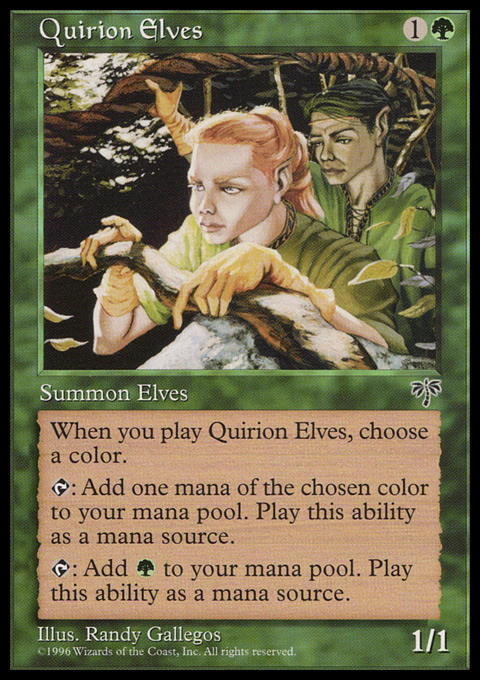 Quirion Elves 1
Summon Elves
When you play Quirion Elves, choose
a color.
: Add one mana of the chosen color
to your mana pool. Play this ability
as a mana source.
: Add to your mana pool. Play
this ability as a mana source.
Illus. Randy Gallegos
1/1
©1996 Wizards of the Coast, Inc. All rights reserved.